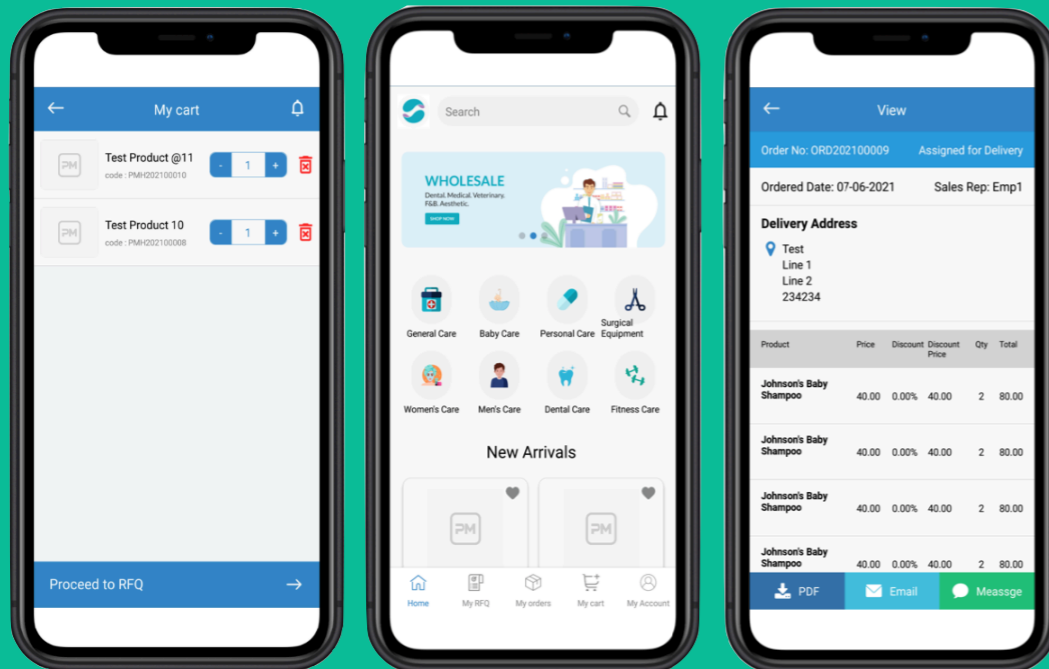 My cart
Test Product @11
code : PMH202100010
- 1 +
Test Product 10
code : PMH202100008
- 1 +
Proceed to RFQ
Search
WHOLESALE
Dental. Medical. Veterinary.
F&B. Aesthetic.
SHOP NOW
General Care
Baby Care
Personal Care
Surgical
Equipment
Women's Care
Men's Care
Dental Care
Fitness Care
New Arrivals
PM
PM
Home
My RFQ
My orders
My cart
My Account
View
Order No: ORD202100009 Assigned for Delivery
Ordered Date: 07-06-2021 Sales Rep: Emp1
Delivery Address
Test
Line 1
Line 2
234234
Product Price Discount Discount Price Qty Total
Johnson's Baby
Shampoo 40.00 0.00% 40.00 2 80.00
Johnson's Baby
Shampoo 40.00 0.00% 40.00 2 80.00
Johnson's Baby
Shampoo 40.00 0.00% 40.00 2 80.00
Johnson's Baby
Shampoo 40.00 0.00% 40.00 2 80.00
PDF
Email
Meassge